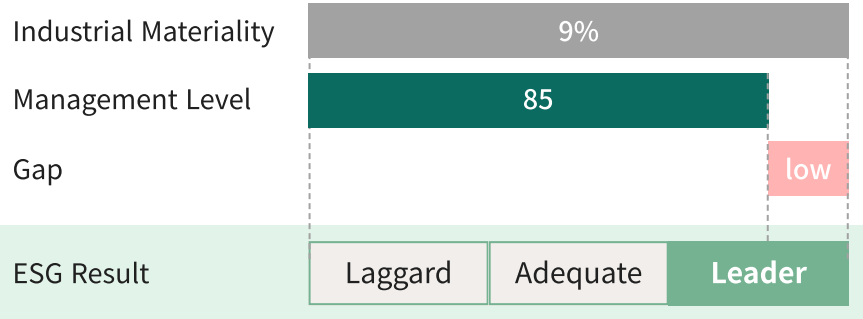 Industrial Materiality 9%
Management Level 85
Gap low
ESG Result Laggard Adequate Leader